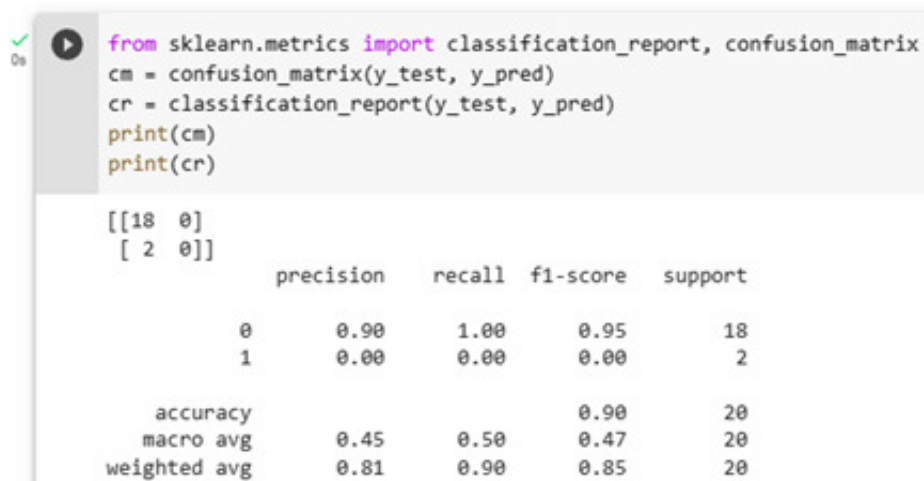 from sklearn.metrics import classification_report, confusion_matrix
0s
cm = confusion_matrix(y_test, y_pred)
cr = classification_report(y_test, y_pred)
print(cm)
print(cr)
[[18 0]
[ 2 0]]
precision recall f1-score support
0 0.90 1.00 0.95 18
1 0.00 0.00 0.00 2
accuracy 0.90 20
macro avg 0.45 0.50 0.47 20
weighted avg 0.81 0.90 0.85 20